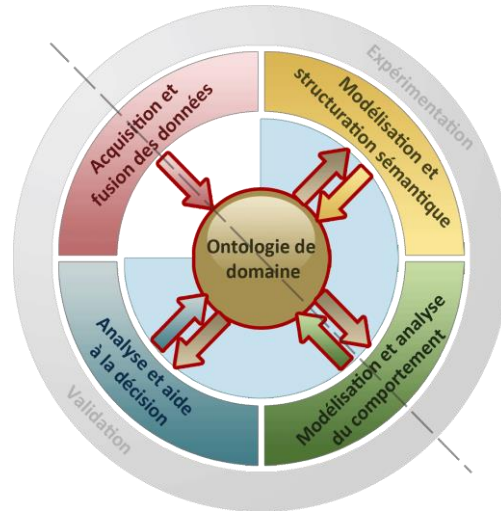 Expérimentation
Acquisition et
fusion des données
Modélisation et
structuration sémantique
Ontologie de
domaine
Analyse et aide
à la décision
Modélisation et analyse
du comportement
Validation